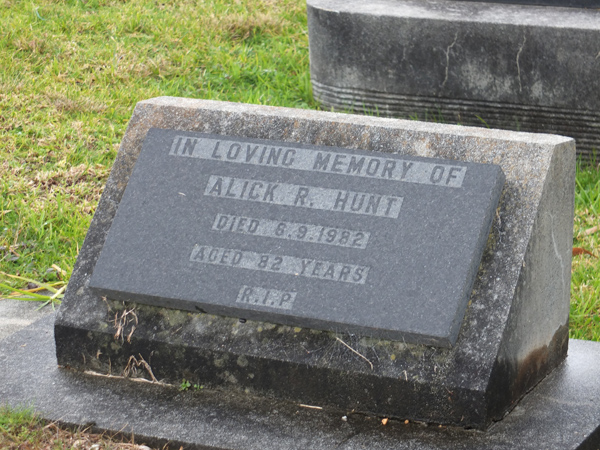 IN LOVING MEMORY OF
ALICK R. HUNT
DIED 6.9.1982
AGED 82 YEARS
R.I.P